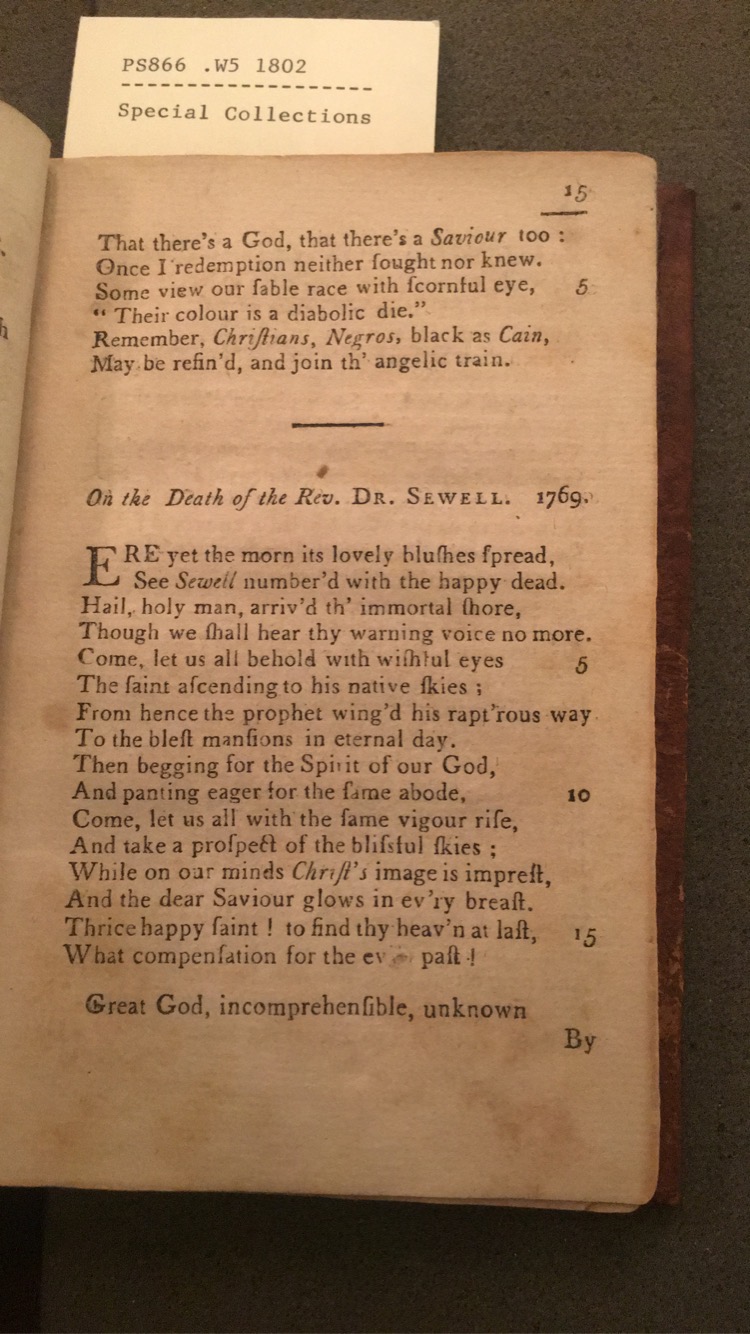 PS866 .W5 1802
-------------------
Special Collections
15
That there's a God, that there's a Saviour too :
Once I redemption neither ſought nor knew.
Some view our ſable race with ſcornful eye, 5
“ Their colour is a diabolic die.”
Remember, Chriſtians, Negros, black as Cain,
May be refin'd, and join th' angelic train.
On the Death of the Rev. DR. SEWELL. 1769.
ERE yet the morn its lovely bluſhes ſpread,
See Sewell number'd with the happy dead.
Hail, holy man, arriv'd th' immortal ſhore,
Though we ſhall hear thy warning voice no more.
Come, let us all behold with wiſhful eyes 5
The ſaint aſcending to his native ſkies ;
From hence the prophet wing'd his rapt'rous way
To the bleſt manſions in eternal day.
Then begging for the Spirit of our God,
And panting eager for the ſame abode, 10
Come, let us all with the ſame vigour riſe,
And take a proſpect of the bliſsful ſkies ;
While on our minds Chriſt's image is impreſt,
And the dear Saviour glows in ev'ry breaſt.
Thrice happy ſaint ! to find thy heav'n at laſt, 15
What compenſation for the paſt !
Great God, incomprehenſible, unknown
By